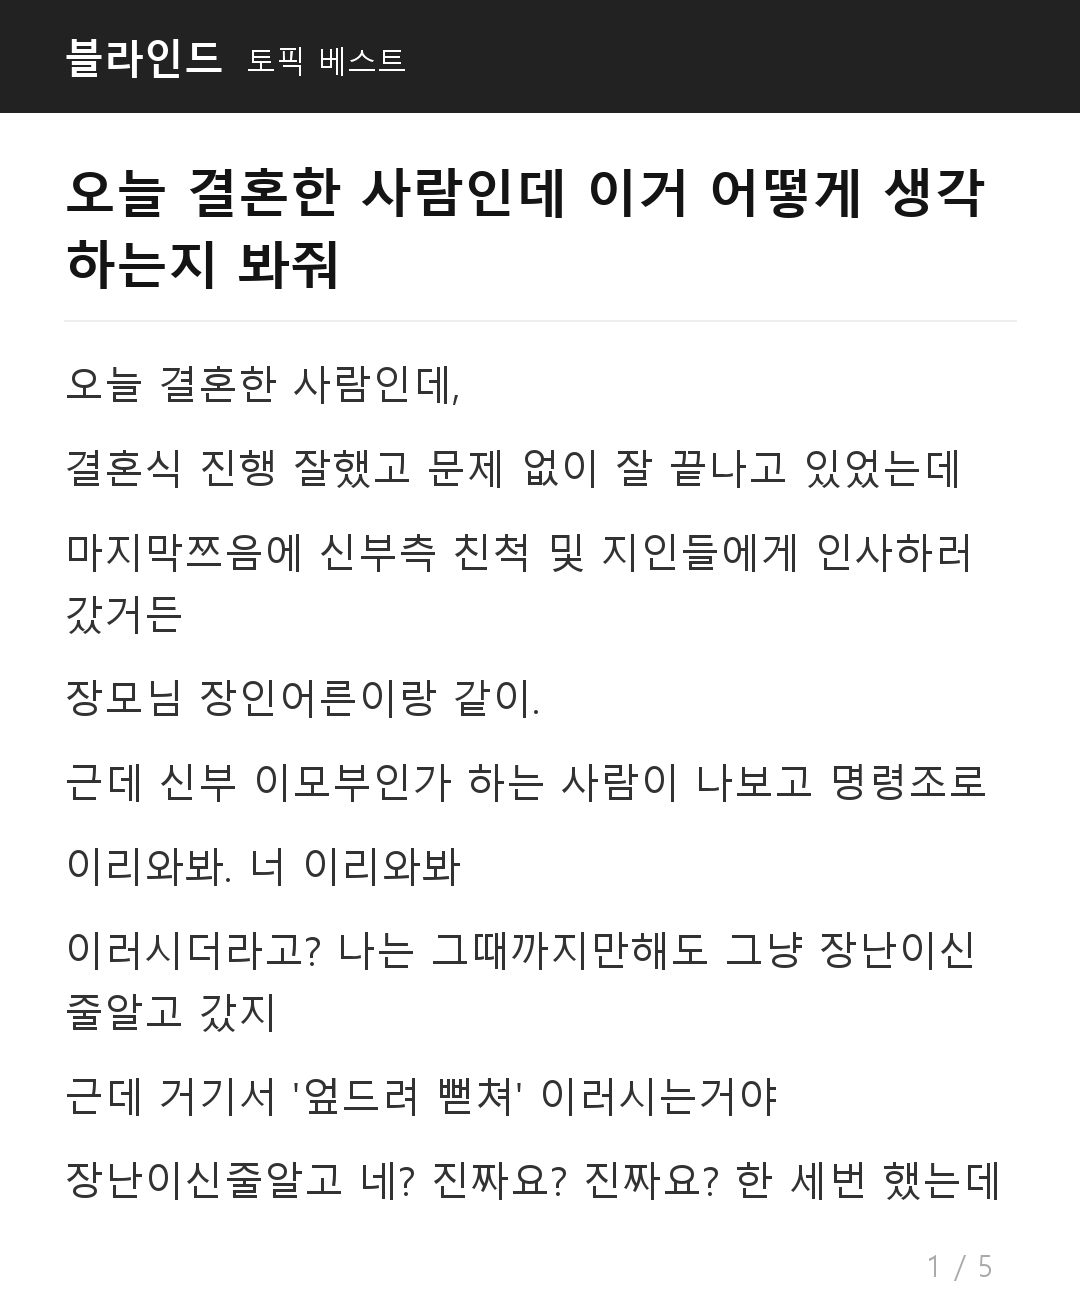 블라인드 토픽 베스트
오늘 결혼한 사람인데 이거 어떻게 생각
하는지 봐줘
오늘 결혼한 사람인데,
결혼식 진행 잘했고 문제 없이 잘 끝나고 있었는데
마지막쯔음에 신부측 친척 및 지인들에게 인사하러
갔거든
장모님 장인어른이랑 같이.
근데 신부 이모부인가 하는 사람이 나보고 명령조로
이리와봐. 너 이리와봐
이러시더라고? 나는 그때까지만해도 그냥 장난이신
줄알고 갔지
근데 거기서 '엎드려 뻗쳐' 이러시는거야
장난이신줄알고 네? 진짜요? 진짜요? 한 세번 했는데
1 / 5